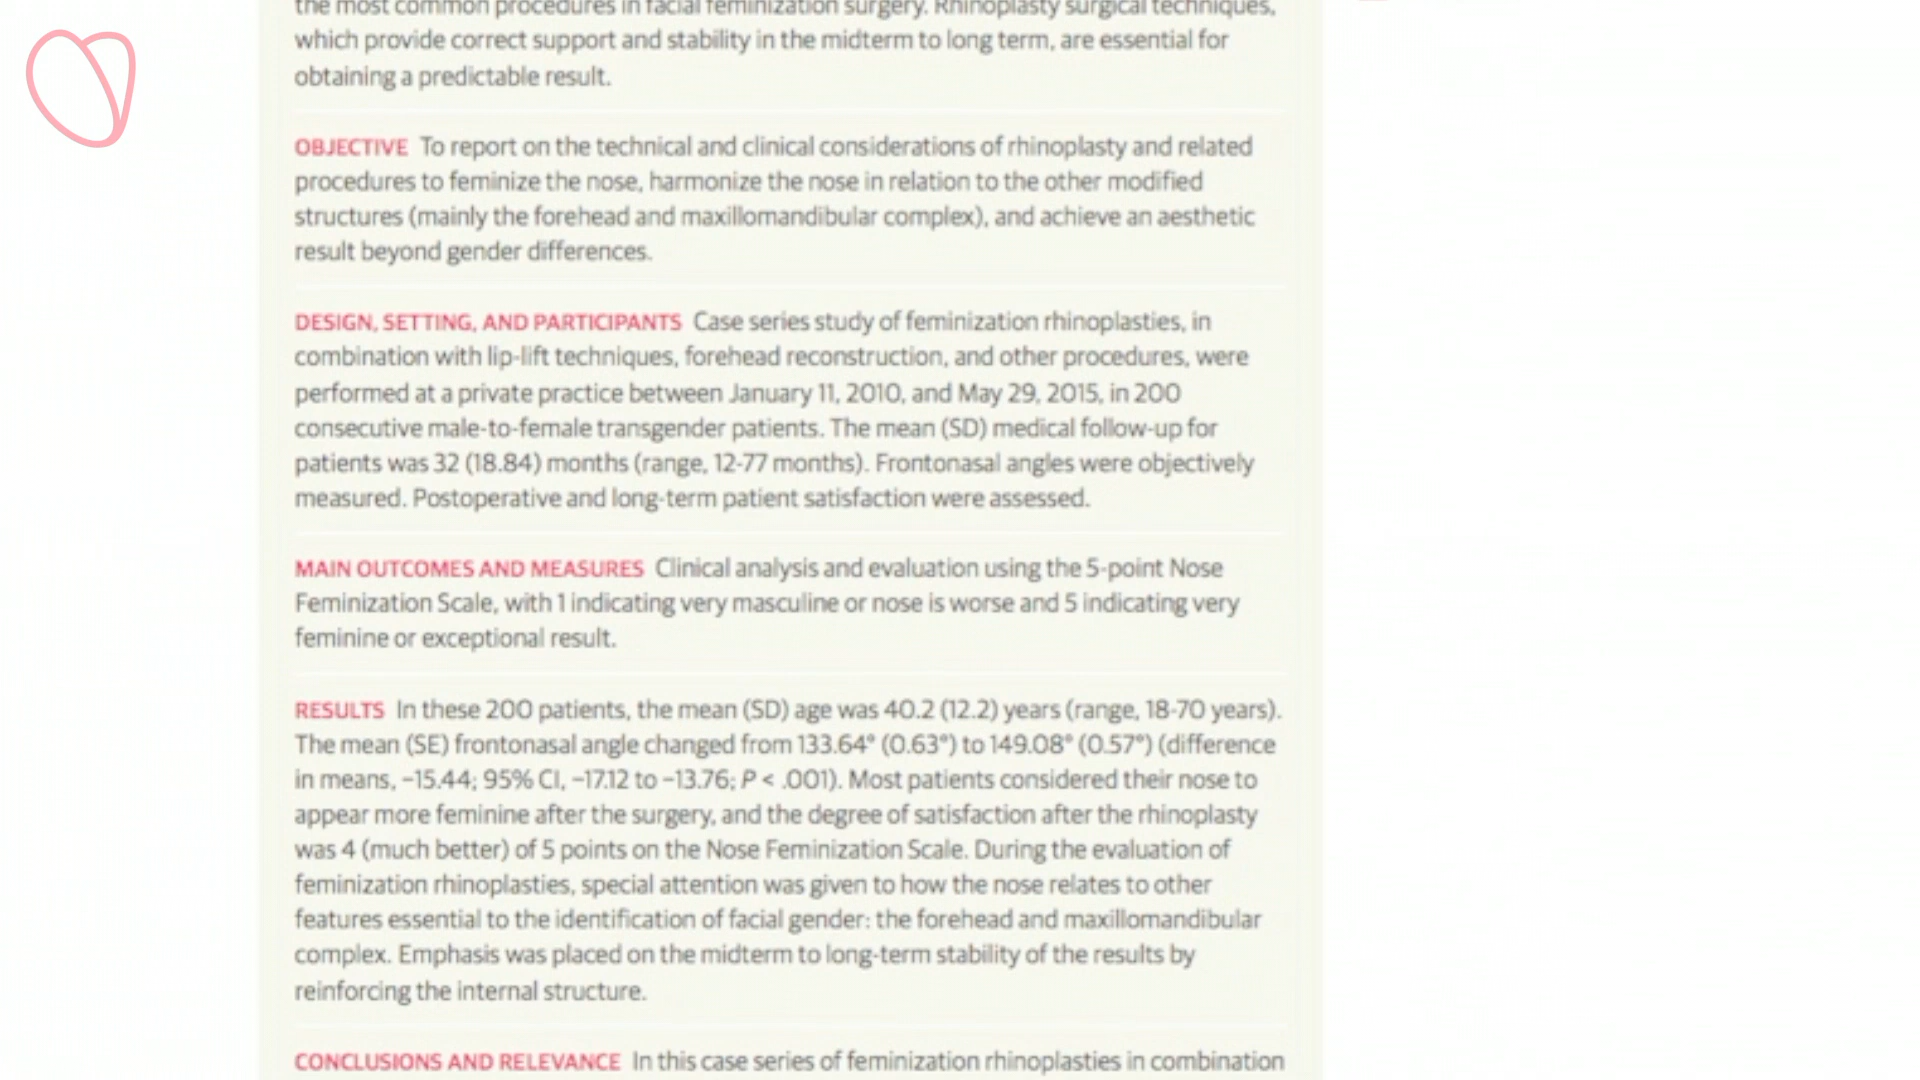 the most common procedures in facial feminization surgery. Rhinoplasty surgical techniques,
which provide correct support and stability in the midterm to long term, are essential for
obtaining a predictable result.
OBJECTIVE To report on the technical and clinical considerations of rhinoplasty and related
procedures to feminize the nose, harmonize the nose in relation to the other modified
structures (mainly the forehead and maxillomandibular complex), and achieve an aesthetic
result beyond gender differences.
DESIGN, SETTING, AND PARTICIPANTS Case series study of feminization rhinoplasties, in
combination with lip-lift techniques, forehead reconstruction, and other procedures, were
performed at a private practice between January 11, 2010, and May 29, 2015, in 200
consecutive male-to-female transgender patients. The mean (SD) medical follow-up for
patients was 32 (18.84) months (range, 12-77 months). Frontonasal angles were objectively
measured. Postoperative and long-term patient satisfaction were assessed.
MAIN OUTCOMES AND MEASURES Clinical analysis and evaluation using the 5-point Nose
Feminization Scale, with 1 indicating very masculine or nose is worse and 5 indicating very
feminine or exceptional result.
RESULTS In these 200 patients, the mean (SD) age was 40.2 (12.2) years (range, 18-70 years).
The mean (SE) frontonasal angle changed from 133.64° (0.63°) to 149.08° (0.57°) (difference
in means, −15.44; 95% CI, −17.12 to −13.76; P < .001). Most patients considered their nose to
appear more feminine after the surgery, and the degree of satisfaction after the rhinoplasty
was 4 (much better) of 5 points on the Nose Feminization Scale. During the evaluation of
feminization rhinoplasties, special attention was given to how the nose relates to other
features essential to the identification of facial gender: the forehead and maxillomandibular
complex. Emphasis was placed on the midterm to long-term stability of the results by
reinforcing the internal structure.
CONCLUSIONS AND RELEVANCE In this case series of feminization rhinoplasties in combination